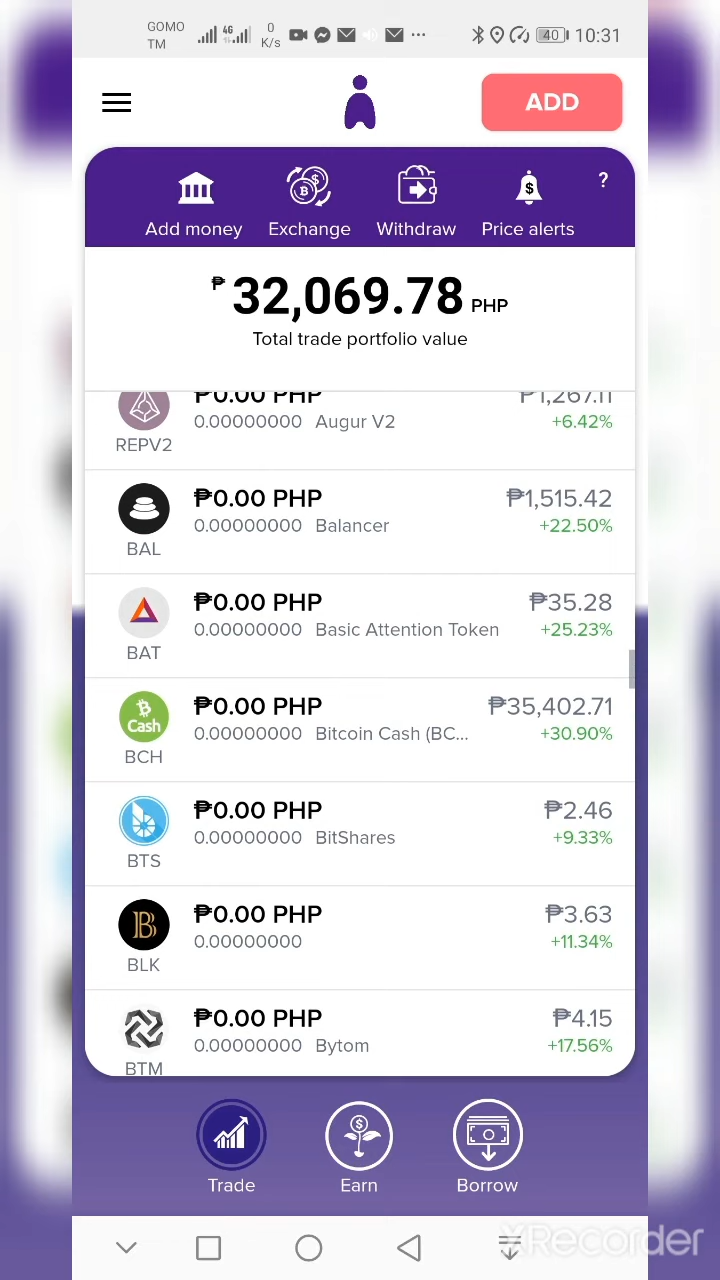 GOMO
TM
4G
0
K/s
40
10:31
ADD
Add money
Exchange
Withdraw
Price alerts
?
₱ 32,069.78 PHP
Total trade portfolio value
₱0.00 PHP
₱1,267.11
0.00000000 Augur V2
+6.42%
REPV2
₱0.00 PHP
₱1,515.42
0.00000000 Balancer
+22.50%
BAL
₱0.00 PHP
₱35.28
0.00000000 Basic Attention Token
+25.23%
BAT
Cash
₱0.00 PHP
₱35,402.71
0.00000000 Bitcoin Cash (BC...
+30.90%
BCH
₱0.00 PHP
₱2.46
0.00000000 BitShares
+9.33%
BTS
₱0.00 PHP
₱3.63
0.00000000
+11.34%
BLK
₱0.00 PHP
₱4.15
0.00000000 Bytom
+17.56%
BTM
Trade
Earn
Borrow
XRecorder